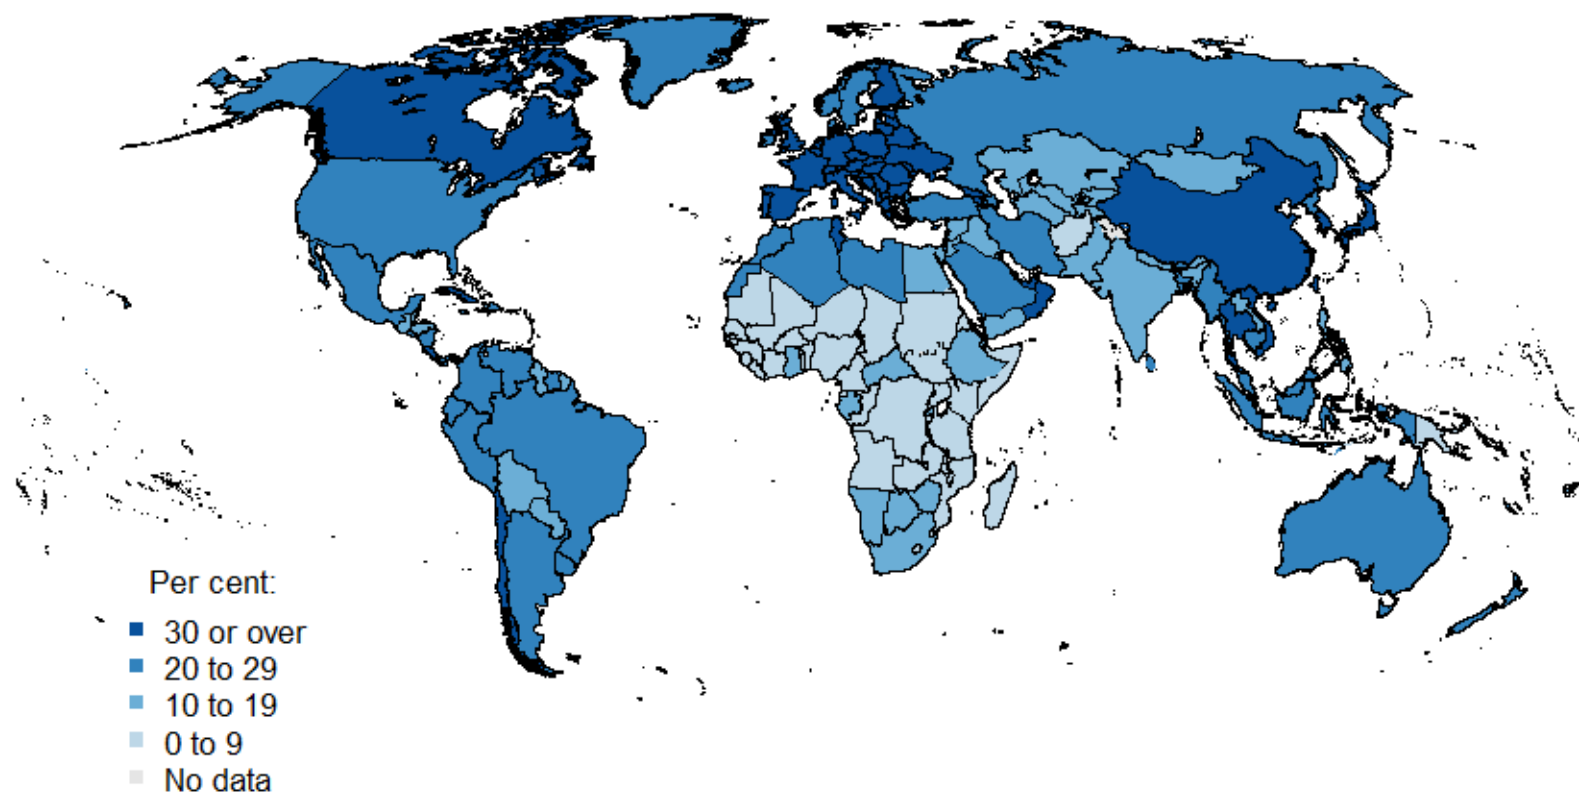 Per cent:
30 or over
20 to 29
10 to 19
0 to 9
No data